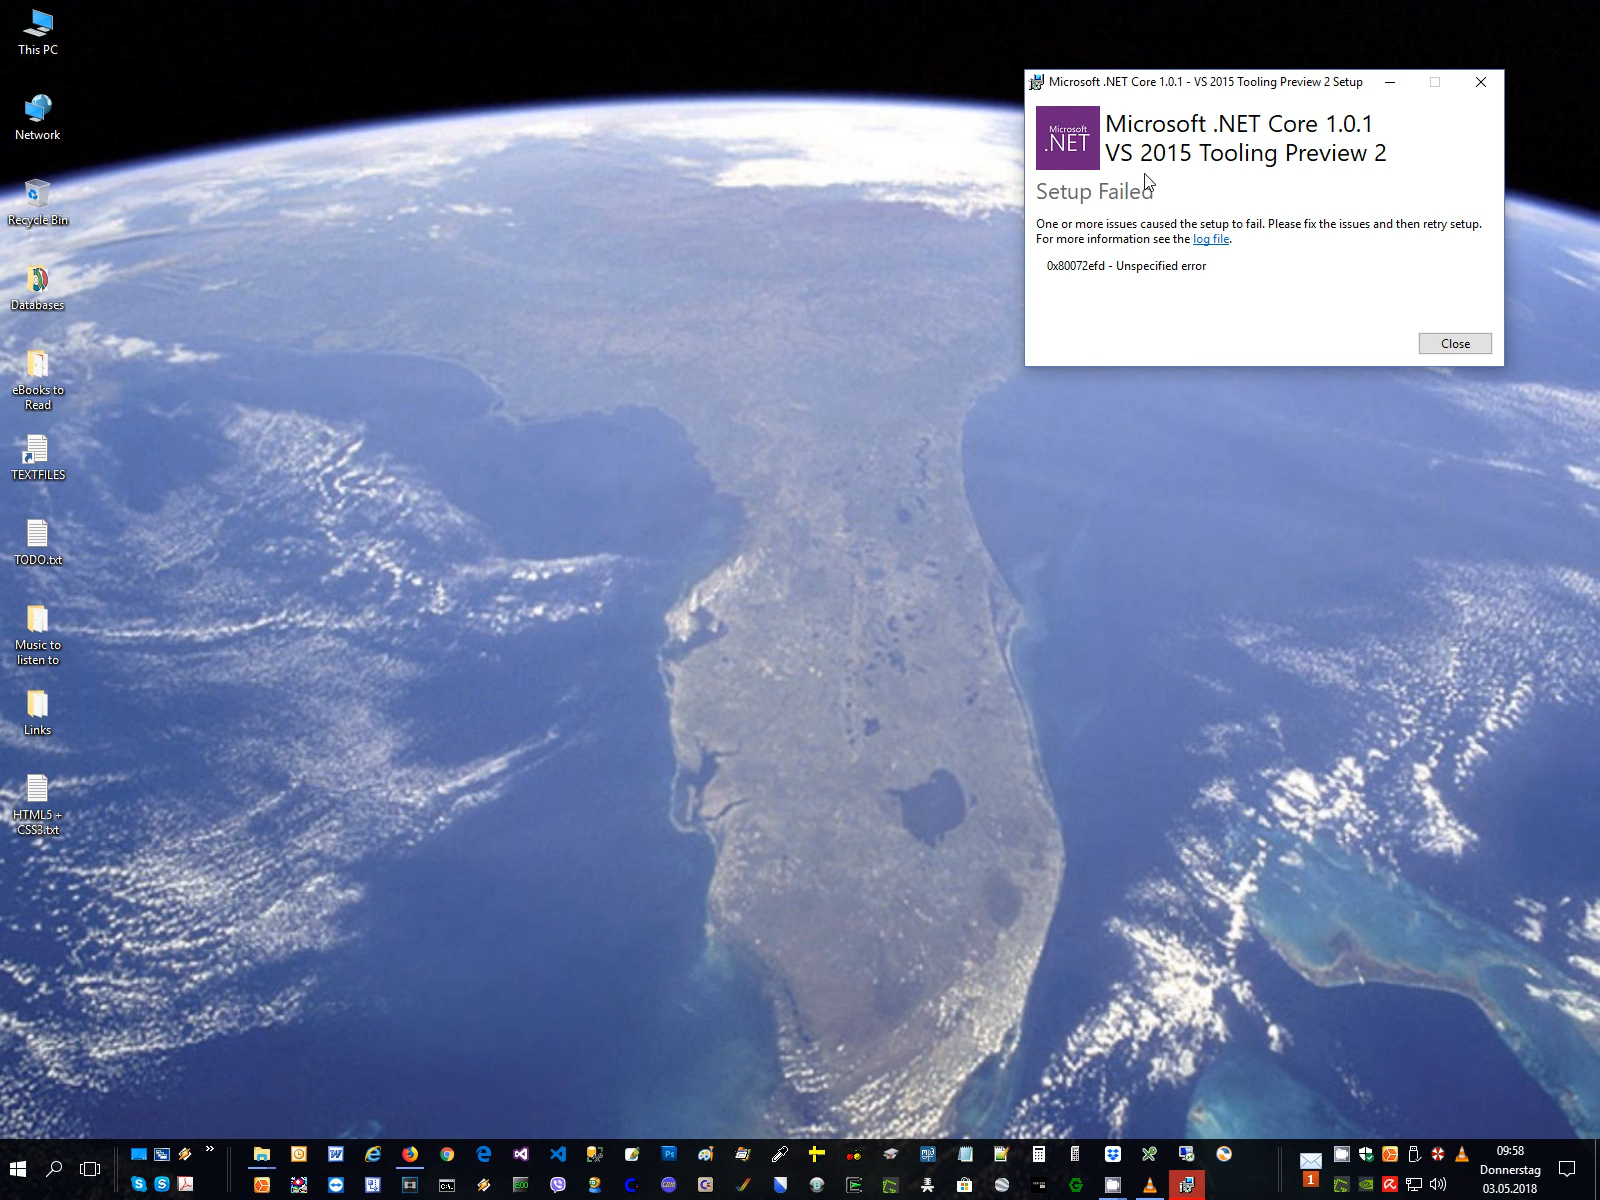 This PC
Network
Recycle Bin
Databases
eBooks to
Read
TEXTFILES
TODO.txt
Music to
listen to
Links
HTML5 +
CSS3.txt
Microsoft .NET Core 1.0.1 - VS 2015 Tooling Preview 2 Setup
Microsoft
.NET
Microsoft .NET Core 1.0.1
VS 2015 Tooling Preview 2
Setup Failed
One or more issues caused the setup to fail. Please fix the issues and then retry setup.
For more information see the log file.
0x80072efd - Unspecified error
Close
09:58
Donnerstag
03.05.2018
1